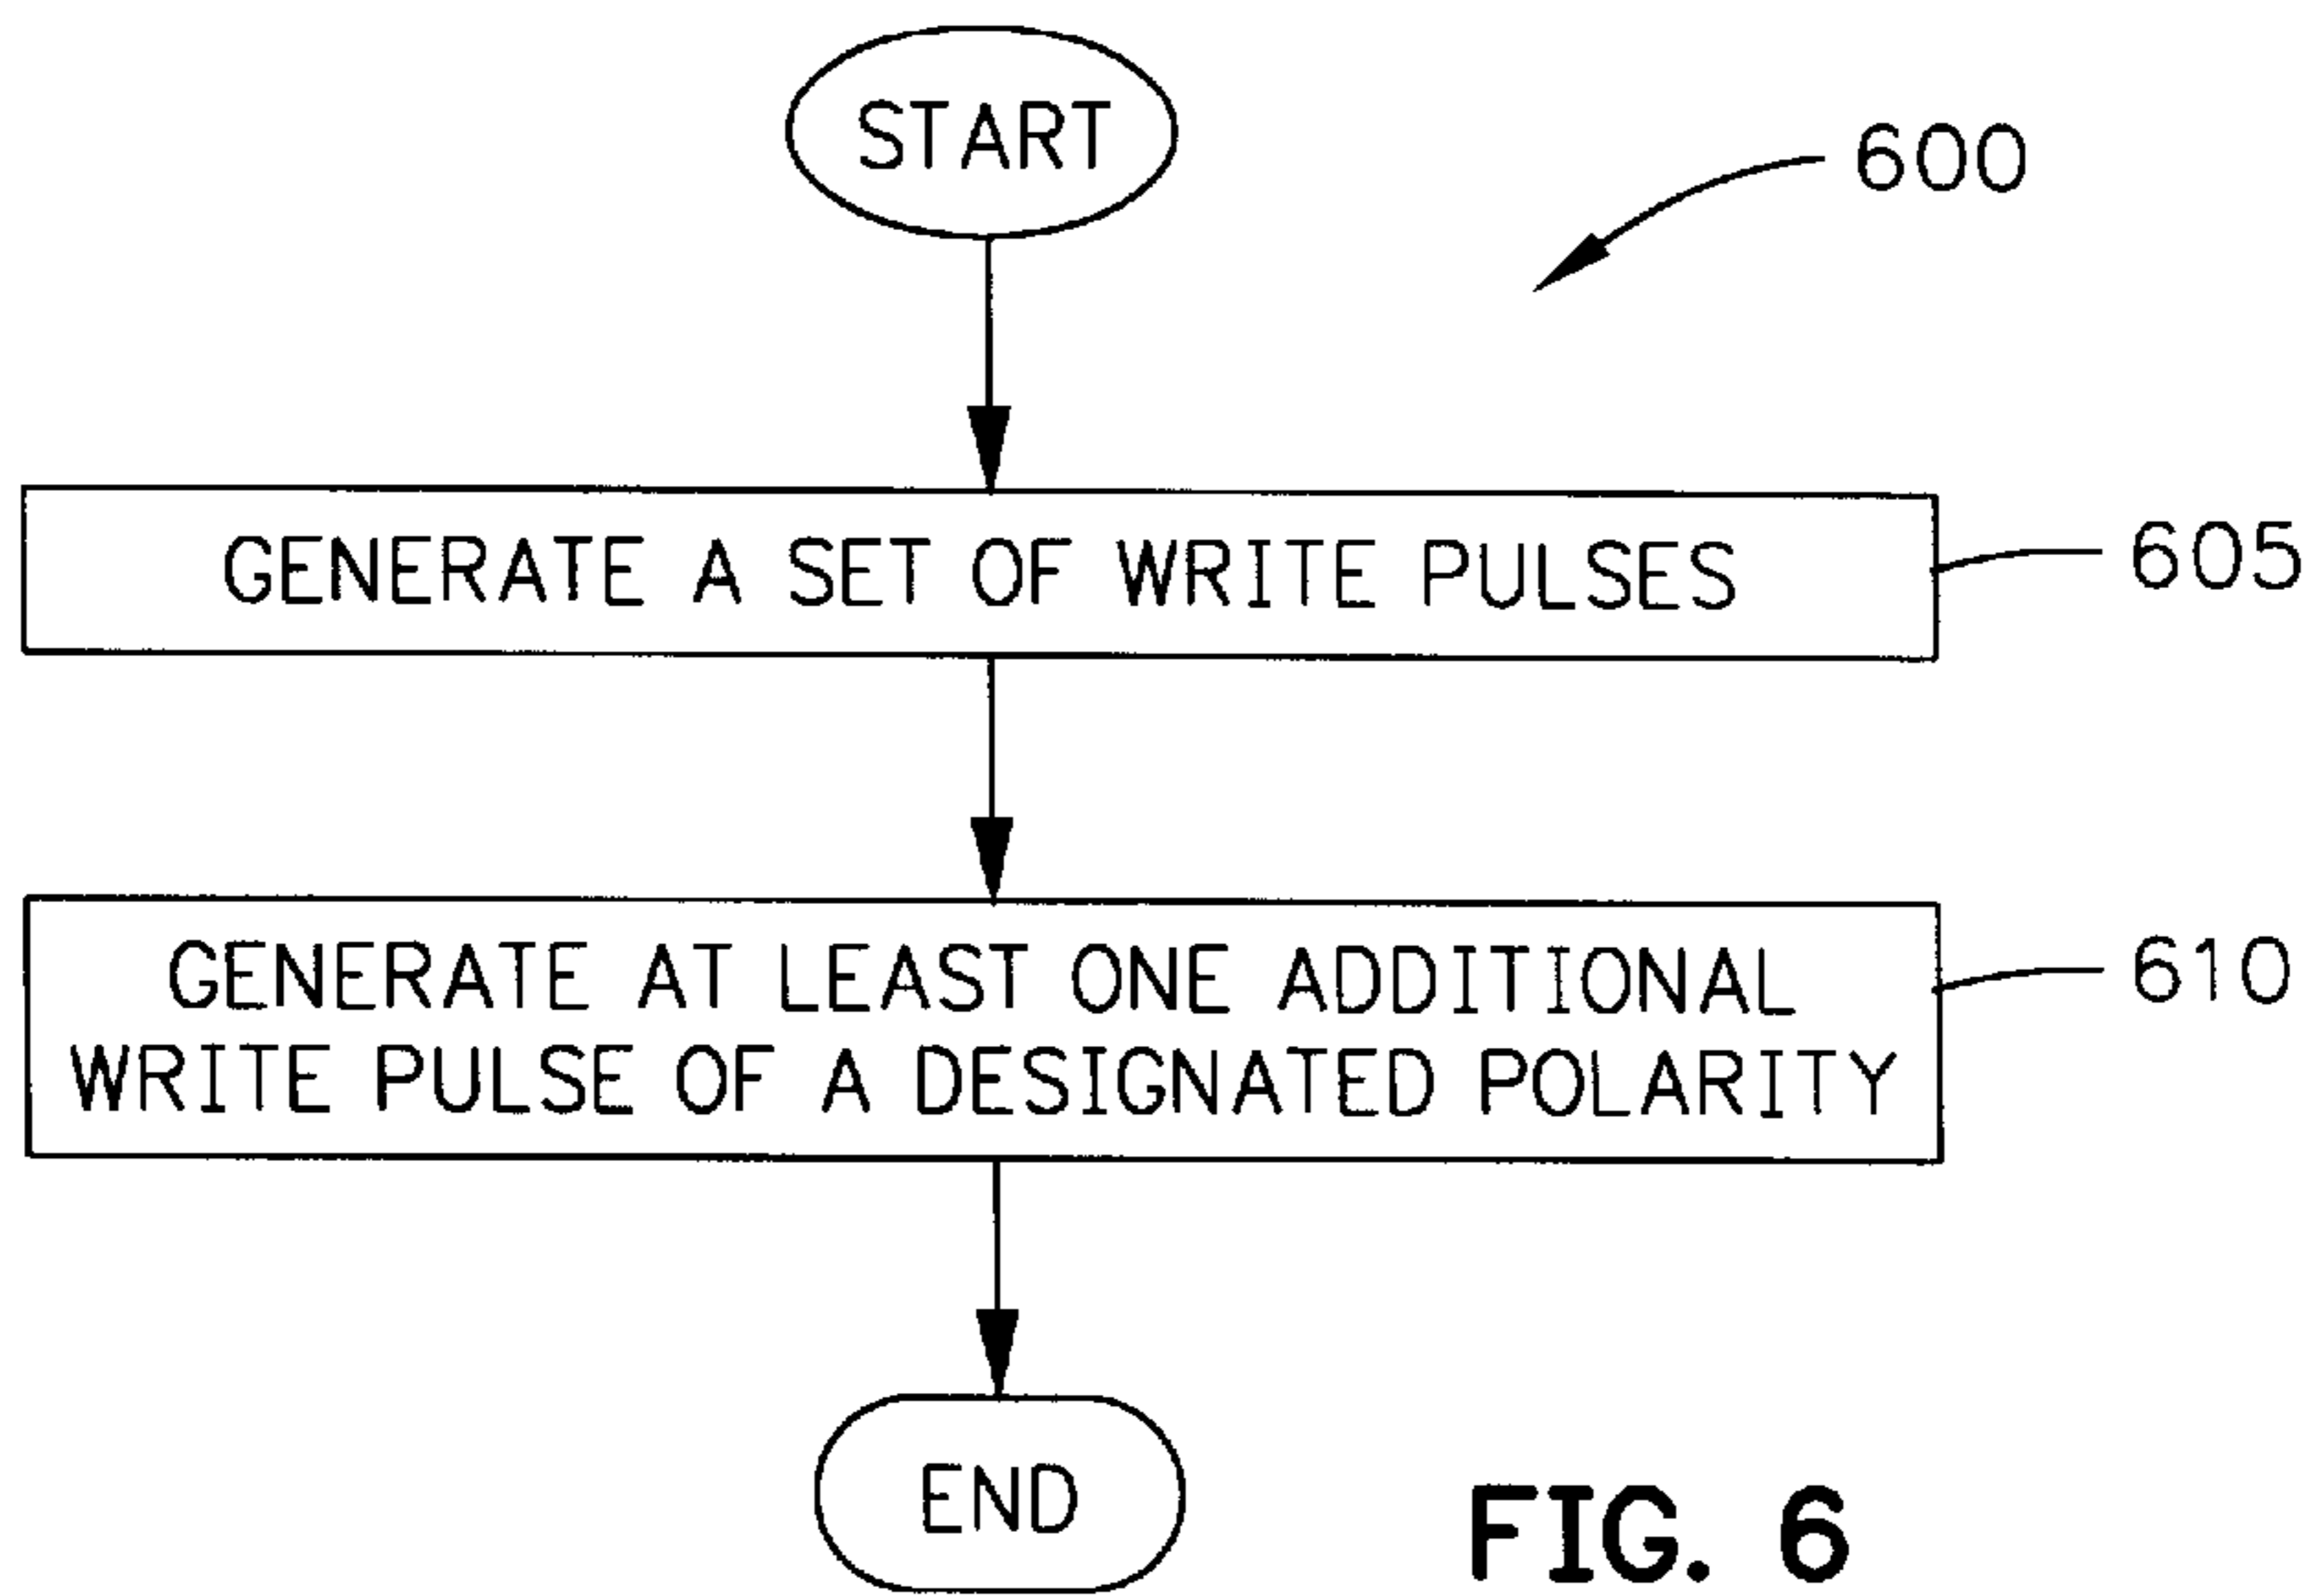 START
600
GENERATE A SET OF WRITE PULSES
605
GENERATE AT LEAST ONE ADDITIONAL
WRITE PULSE OF A DESIGNATED POLARITY
610
END
FIG. 6